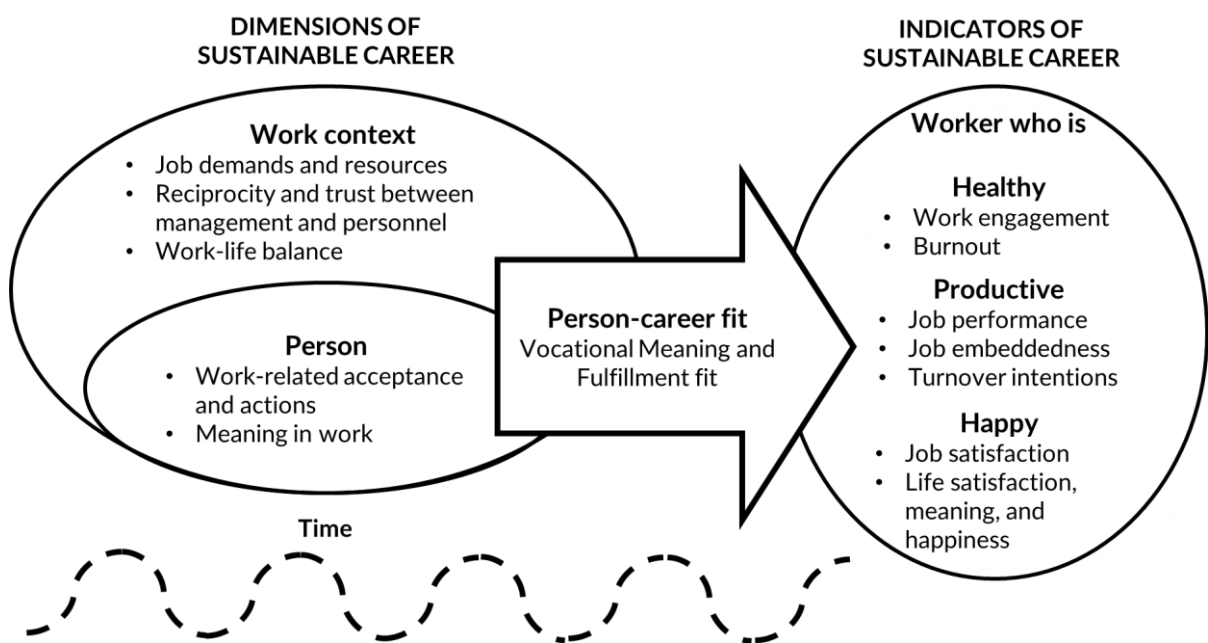 DIMENSIONS OF
SUSTAINABLE CAREER
Work context
• Job demands and resources
• Reciprocity and trust between
management and personnel
• Work-life balance
Person
• Work-related acceptance
and actions
• Meaning in work
Time
Person-career fit
Vocational Meaning and
Fulfillment fit
INDICATORS OF
SUSTAINABLE CAREER
Worker who is
Healthy
• Work engagement
• Burnout
Productive
• Job performance
• Job embeddedness
• Turnover intentions
Happy
• Job satisfaction
• Life satisfaction,
meaning, and
happiness